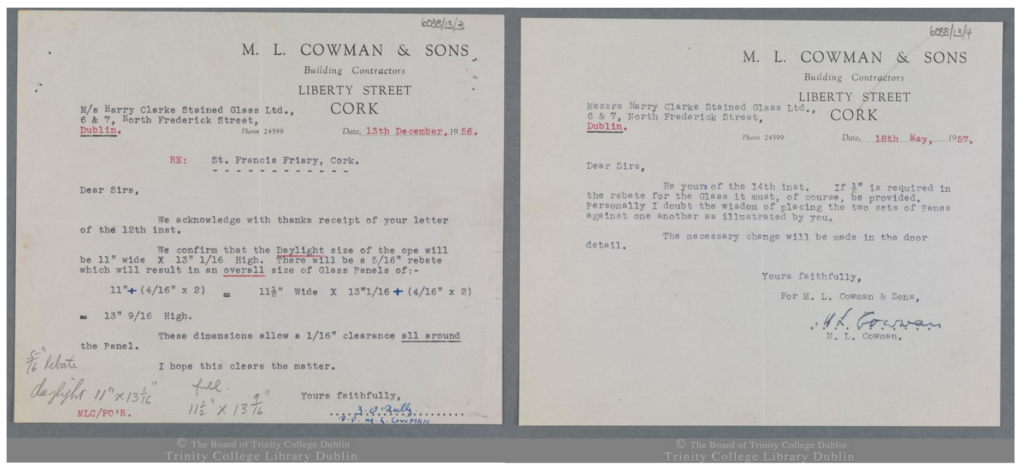 6088/13/3
M. L. COWMAN & SONS
Building Contractors
LIBERTY STREET
CORK
M/s Harry Clarke Stained Glass Ltd.,
6 & 7, North Frederick Street,
Dublin.
Phone 24399
Date, 13th December, 1956.
RE: St. Francis Friary, Cork.
Dear Sirs,
We acknowledge with thanks receipt of your letter
of the 12th inst.
We confirm that the Daylight size of the ope will
be 11" wide X 13" 1/16 High. There will be a 5/16" rebate
which will result in an overall size of Glass Panels of:-
11"+ (4/16" x 2) = 11½" Wide X 13"1/16 + (4/16" x 2)
= 13" 9/16 High.
These dimensions allow a 1/16" clearance all around
the Panel.
I hope this clears the matter.
5/16" Rebate
daylight 11" x 13 1/16"
full.
11½" x 13 9/16"
Yours faithfully,
MLC/FO'R.
M. L. COWMAN
© The Board of Trinity College Dublin
Trinity College Library Dublin
6088/13/4
M. L. COWMAN & SONS
Building Contractors
LIBERTY STREET
CORK
Messrs Harry Clarke Stained Glass Ltd.,
6 & 7, North Frederick Street,
Dublin.
Phone 24399
Date, 18th May, 1957.
Dear Sirs,
Re yours of the 14th inst. If ½" is required in
the rebate for the Glass it must, of course, be provided.
Personally I doubt the wisdom of placing the two sets of Panes
against one another as illustrated by you.
The necessary change will be made in the door
detail.
Yours faithfully,
For M. L. Cowman & Sons,
M L Cowman
M. L. Cowman.
© The Board of Trinity College Dublin
Trinity College Library Dublin